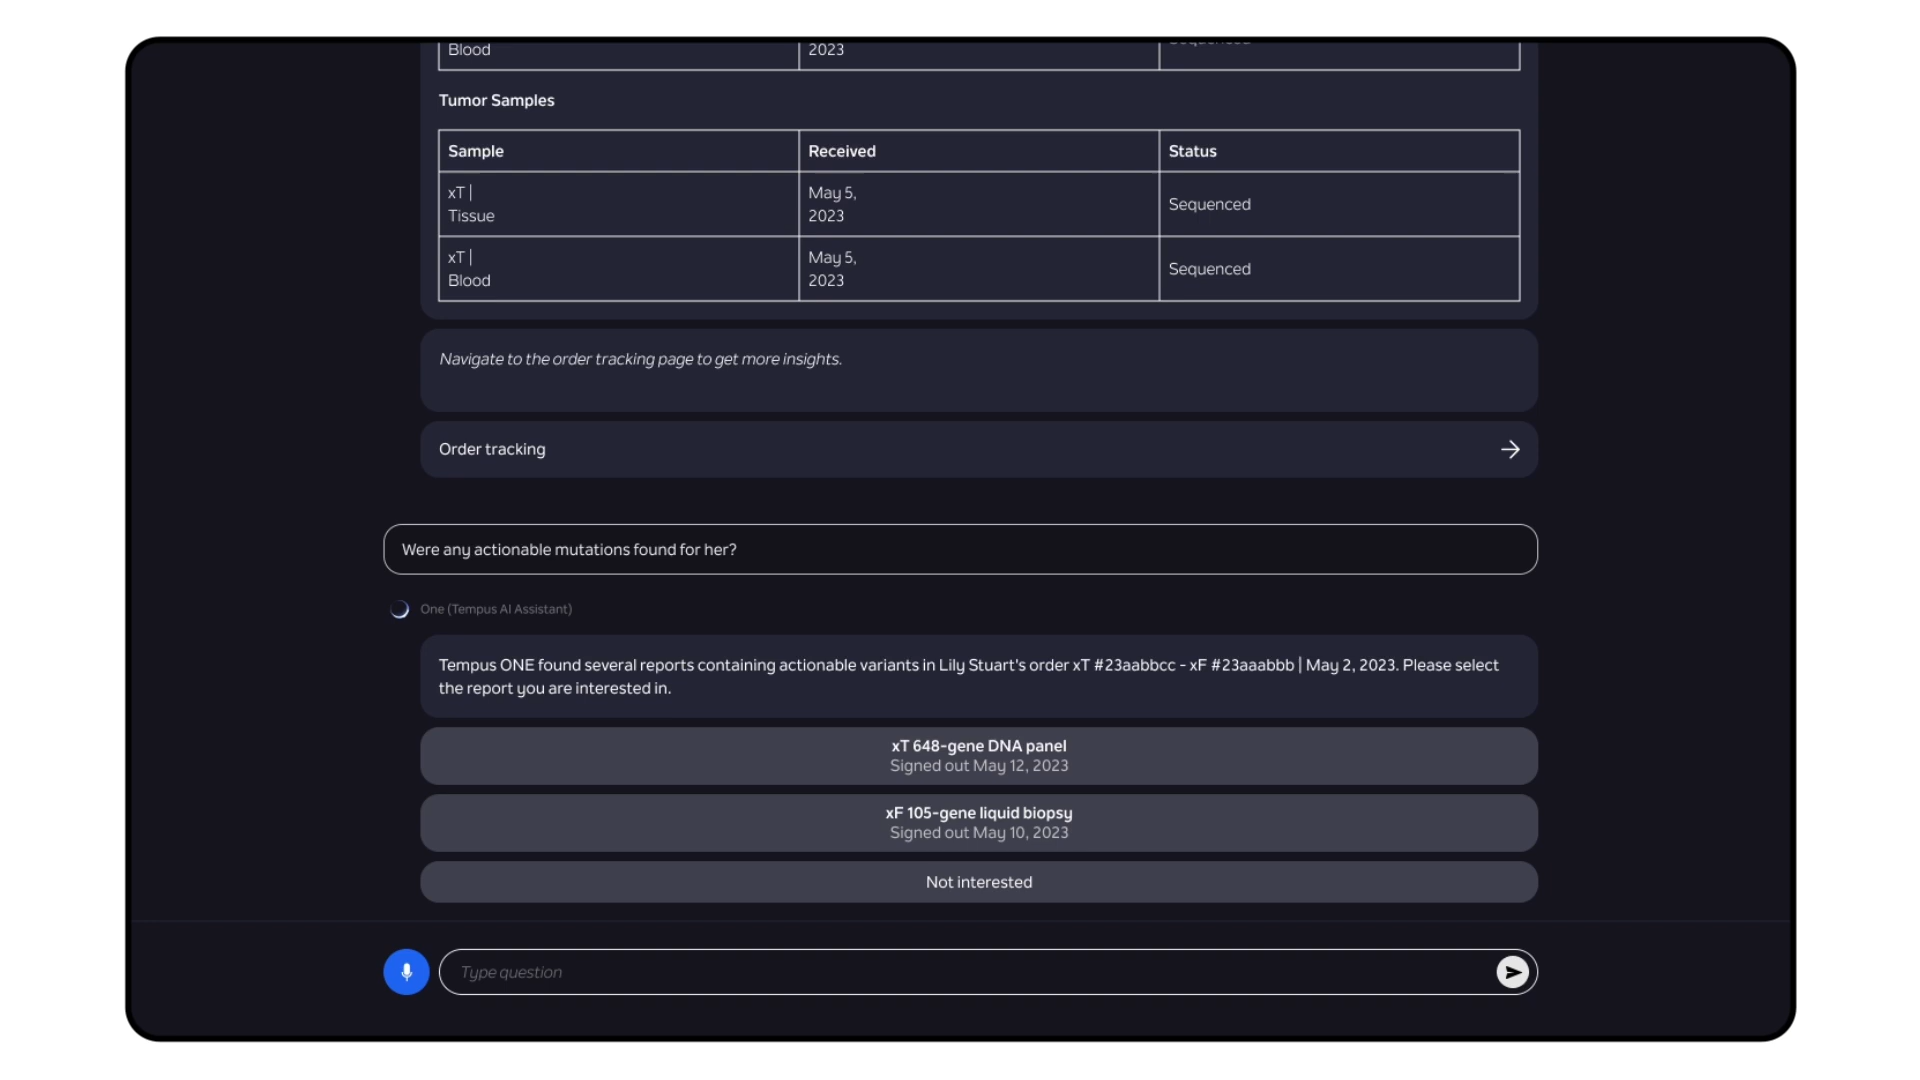 Blood
2023
Tumor Samples
Sample
Received
Status
xT |
Tissue
May 5,
2023
Sequenced
xT |
Blood
May 5,
2023
Sequenced
Navigate to the order tracking page to get more insights.
Order tracking
Were any actionable mutations found for her?
One (Tempus AI Assistant)
Tempus ONE found several reports containing actionable variants in Lily Stuart's order xT #23aabbcc - xF #23aaabbb | May 2, 2023. Please select
the report you are interested in.
xT 648-gene DNA panel
Signed out May 12, 2023
xF 105-gene liquid biopsy
Signed out May 10, 2023
Not interested
Type question